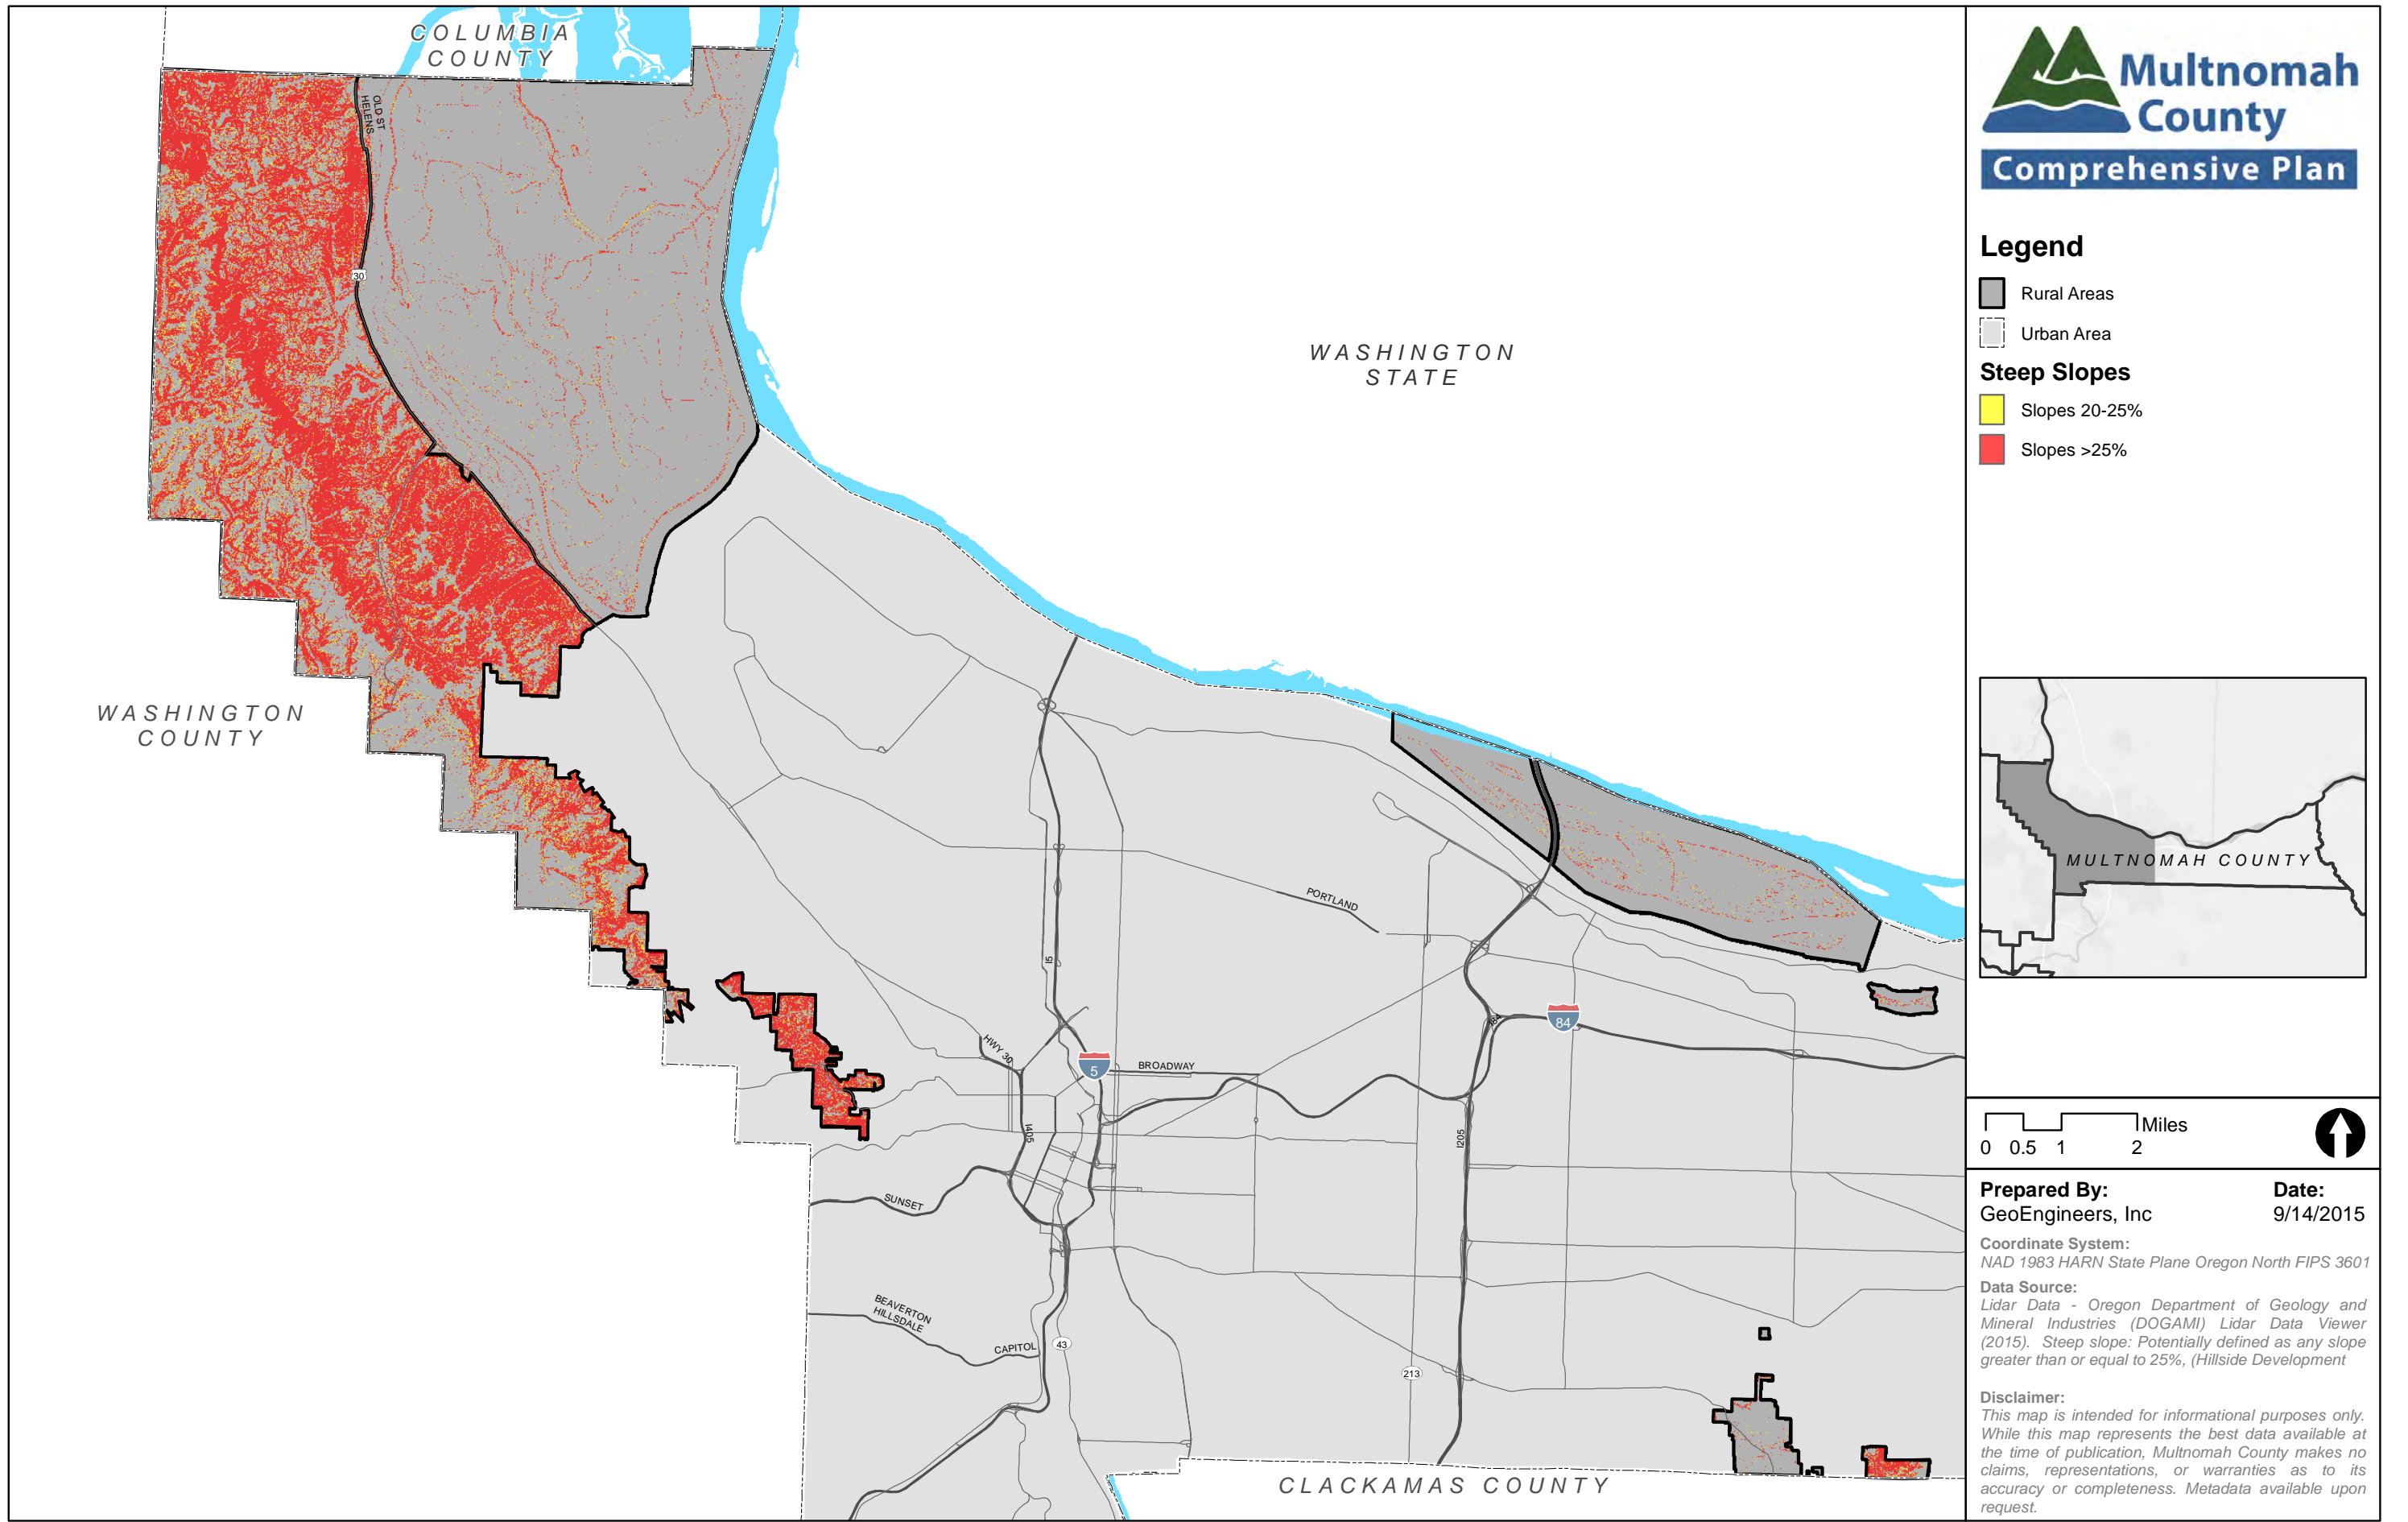 COLUMBIA
COUNTY
OLD ST
HELENS
30
WASHINGTON
STATE
WASHINGTON
COUNTY
PORTLAND
I5
I84
84
HWY 30
5
BROADWAY
I405
I205
SUNSET
BEAVERTON
HILLSDALE
CAPITOL
43
213
CLACKAMAS COUNTY
Multnomah
County
Comprehensive Plan
Legend
Rural Areas
Urban Area
Steep Slopes
Slopes 20-25%
Slopes >25%
MULTNOMAH COUNTY
Miles
0 0.5 1 2
Prepared By: Date:
GeoEngineers, Inc 9/14/2015
Coordinate System:
NAD 1983 HARN State Plane Oregon North FIPS 3601
Data Source:
Lidar Data - Oregon Department of Geology and
Mineral Industries (DOGAMI) Lidar Data Viewer
(2015). Steep slope: Potentially defined as any slope
greater than or equal to 25%, (Hillside Development
Disclaimer:
This map is intended for informational purposes only.
While this map represents the best data available at
the time of publication, Multnomah County makes no
claims, representations, or warranties as to its
accuracy or completeness. Metadata available upon
request.